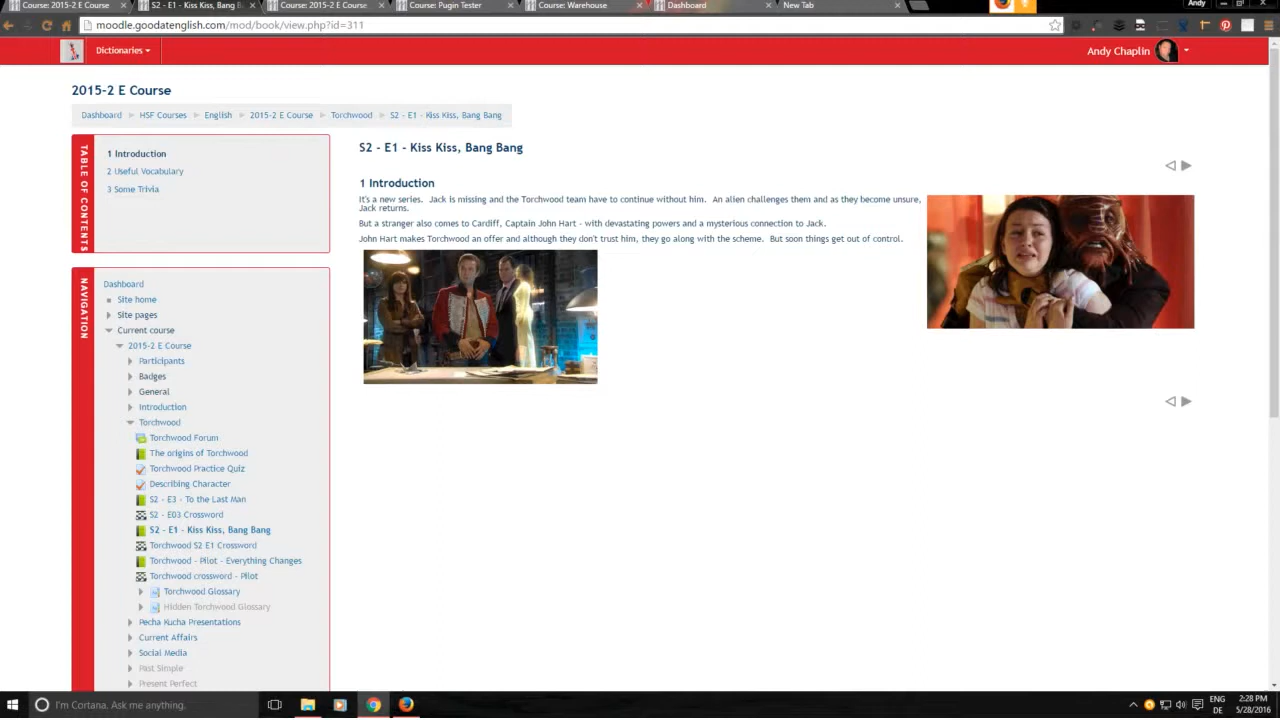 Course: 2015-2 E Course
S2 - E1 - Kiss Kiss, Bang B
Course: 2015-2 E Course
Course: Pugin Tester
Course: Warehouse
Dashboard
New Tab
Andy
moodle.goodatenglish.com/mod/book/view.php?id=311
Dictionaries
Andy Chaplin
2015-2 E Course
Dashboard HSF Courses English 2015-2 E Course Torchwood S2 - E1 - Kiss Kiss, Bang Bang
TABLE OF CONTENTS
1 Introduction
2 Useful Vocabulary
3 Some Trivia
S2 - E1 - Kiss Kiss, Bang Bang
1 Introduction
It's a new series. Jack is missing and the Torchwood team have to continue without him. An alien challenges them and as they become unsure,
Jack returns.
But a stranger also comes to Cardiff, Captain John Hart - with devastating powers and a mysterious connection to Jack.
John Hart makes Torchwood an offer and although they don't trust him, they go along with the scheme. But soon things get out of control.
NAVIGATION
Dashboard
Site home
Site pages
Current course
2015-2 E Course
Participants
Badges
General
Introduction
Torchwood
Torchwood Forum
The origins of Torchwood
Torchwood Practice Quiz
Describing Character
S2 - E3 - To the Last Man
S2 - E03 Crossword
S2 - E1 - Kiss Kiss, Bang Bang
Torchwood S2 E1 Crossword
Torchwood - Pilot - Everything Changes
Torchwood crossword - Pilot
Torchwood Glossary
Hidden Torchwood Glossary
Pecha Kucha Presentations
Current Affairs
Social Media
Past Simple
Present Perfect
I'm Cortana. Ask me anything.
ENG
DE
2:28 PM
5/28/2016